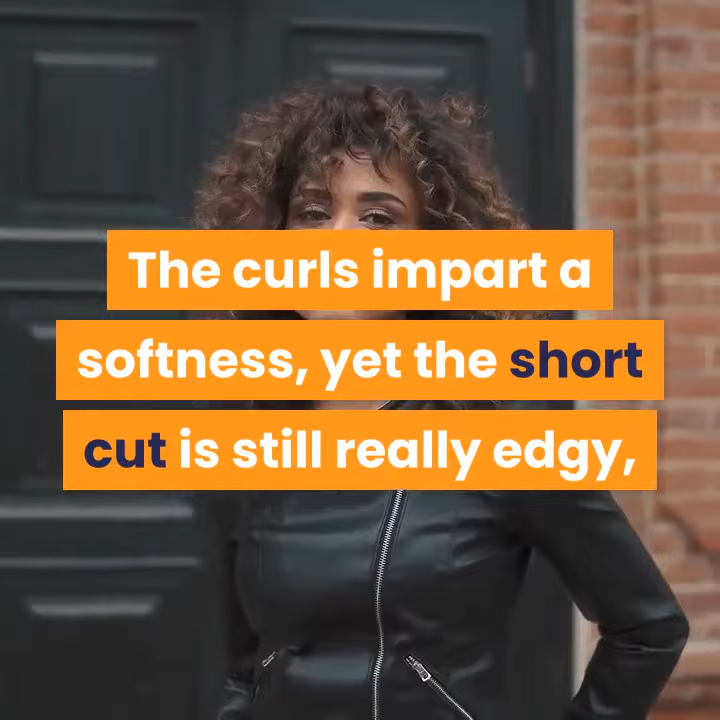 The curls impart a
softness, yet the short
cut is still really edgy,